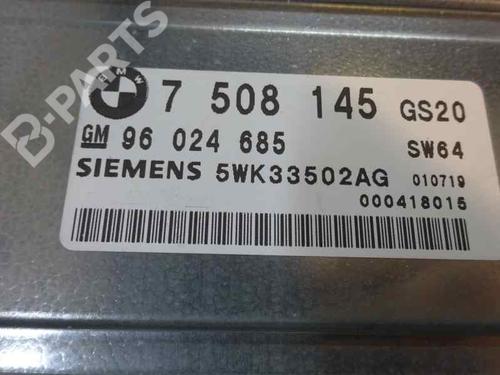 B-PARTS
BMW
7 508 145 GS20
GM 96 024 685 SW64
SIEMENS 5WK33502AG 010719
000418015